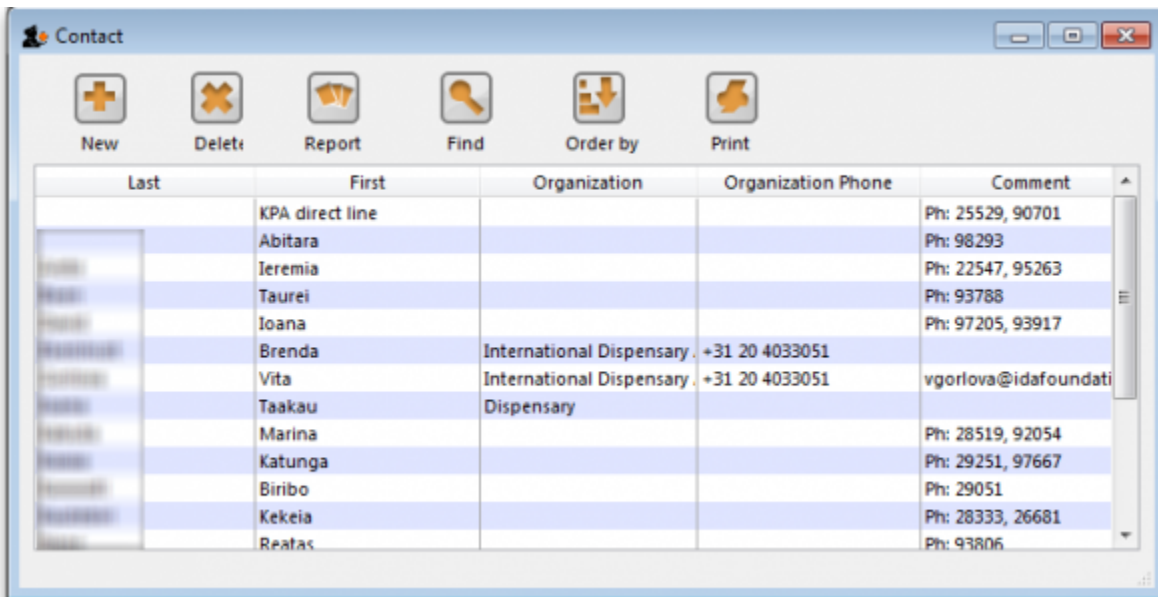 Contact
New Delete Report Find Order by Print
Last First Organization Organization Phone Comment
KPA direct line Ph: 25529, 90701
Abitara Ph: 98293
Ieremia Ph: 22547, 95263
Taurei Ph: 93788
Ioana Ph: 97205, 93917
Brenda International Dispensary +31 20 4033051
Vita International Dispensary +31 20 4033051 vgorlova@idafoundati
Taakau Dispensary
Marina Ph: 28519, 92054
Katunga Ph: 29251, 97667
Biribo Ph: 29051
Kekeia Ph: 28333, 26681
Reatas Ph: 93806